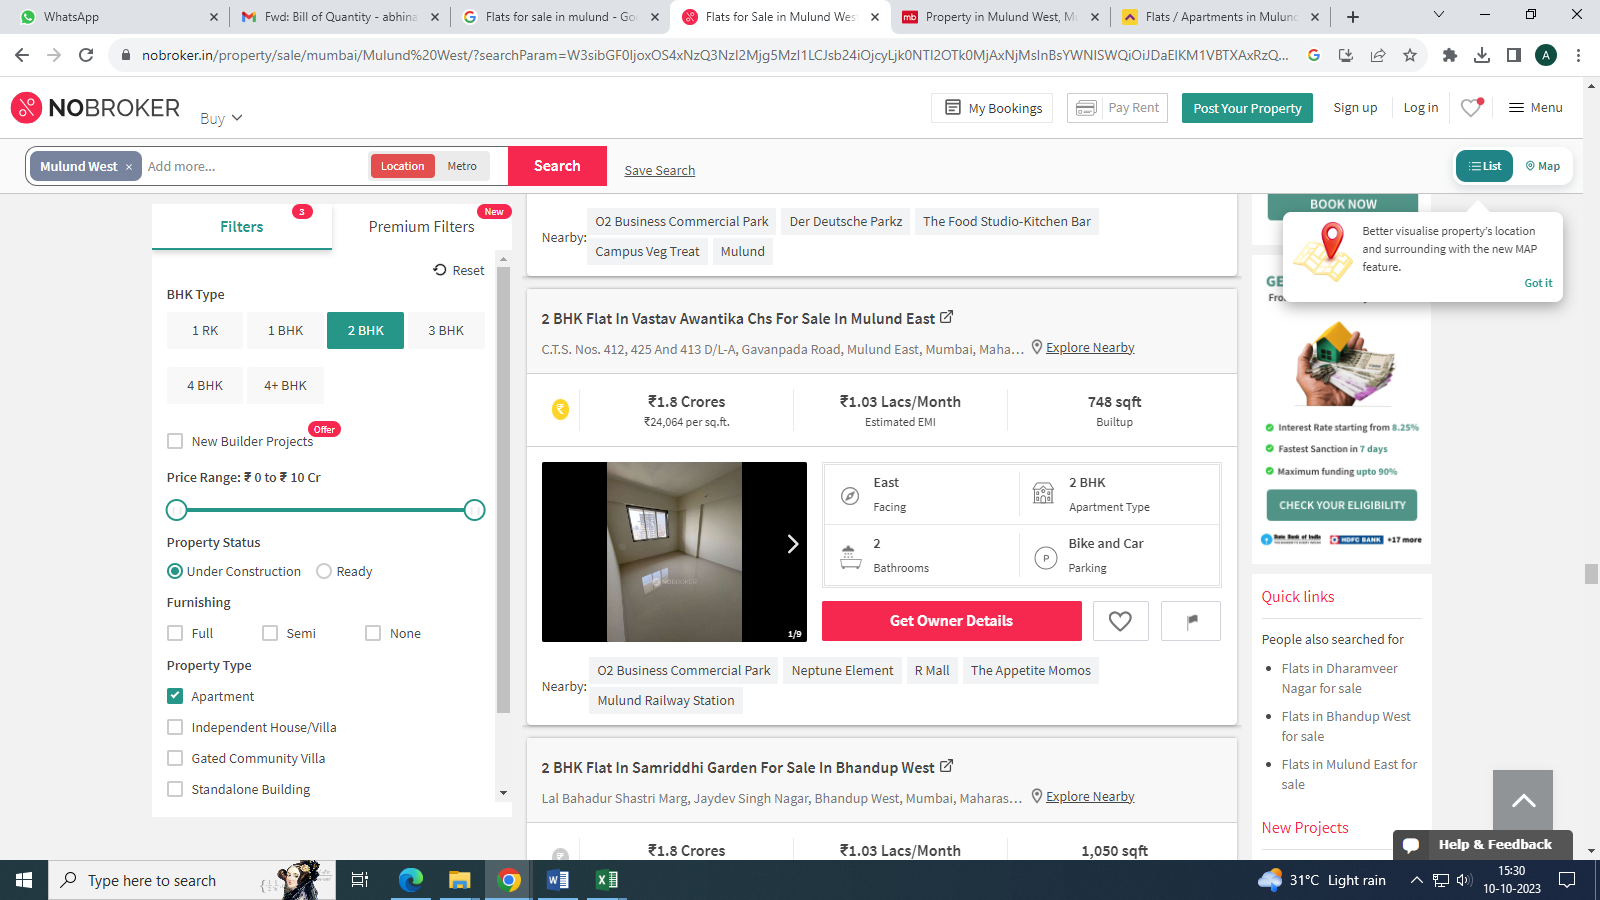 WhatsApp
Fwd: Bill of Quantity - abhina
Flats for sale in mulund - Go
Flats for Sale in Mulund Wes
Property in Mulund West, M
Flats / Apartments in Mulund
nobroker.in/property/sale/mumbai/Mulund%20West/?searchParam=W3sibGF0IjoxOS4xNzQ3NzI2Mjg5MzI1LCJsb24iOjcyLjk0NTI2OTk0MjAxNjMsInBsYWNlSWQiOiJDaElKM1VBTXAxRzQ...
A
NOBROKER
Buy
My Bookings
Pay Rent
Post Your Property
Sign up
Log in
Menu
Mulund West ×
Add more...
Location
Metro
Search
Save Search
List
Map
Filters
3
Premium Filters
New
Reset
BHK Type
1 RK
1 BHK
2 BHK
3 BHK
4 BHK
4+ BHK
New Builder Projects
Offer
Price Range: ₹ 0 to ₹ 10 Cr
Property Status
Under Construction
Ready
Furnishing
Full
Semi
None
Property Type
Apartment
Independent House/Villa
Gated Community Villa
Standalone Building
Nearby:
O2 Business Commercial Park
Der Deutsche Parkz
The Food Studio-Kitchen Bar
Campus Veg Treat
Mulund
2 BHK Flat In Vastav Awantika Chs For Sale In Mulund East
C.T.S. Nos. 412, 425 And 413 D/L-A, Gavanpada Road, Mulund East, Mumbai, Maha...
Explore Nearby
₹1.8 Crores
₹24,064 per sq.ft.
₹1.03 Lacs/Month
Estimated EMI
748 sqft
Builtup
NOBROKER
1/9
East
Facing
2 BHK
Apartment Type
2
Bathrooms
P
Bike and Car
Parking
Get Owner Details
Nearby:
O2 Business Commercial Park
Neptune Element
R Mall
The Appetite Momos
Mulund Railway Station
2 BHK Flat In Samriddhi Garden For Sale In Bhandup West
Lal Bahadur Shastri Marg, Jaydev Singh Nagar, Bhandup West, Mumbai, Maharas...
Explore Nearby
₹1.8 Crores
₹1.03 Lacs/Month
1,050 sqft
BOOK NOW
Better visualise property's location
and surrounding with the new MAP
feature.
Got it
GE
Fro
Interest Rate starting from 8.25%
Fastest Sanction in 7 days
Maximum funding upto 90%
CHECK YOUR ELIGIBILITY
State Bank of India
HDFC BANK
+17 more
Quick links
People also searched for
Flats in Dharamveer
Nagar for sale
Flats in Bhandup West
for sale
Flats in Mulund East for
sale
New Projects
Help & Feedback
Type here to search
31°C Light rain
15:30
10-10-2023